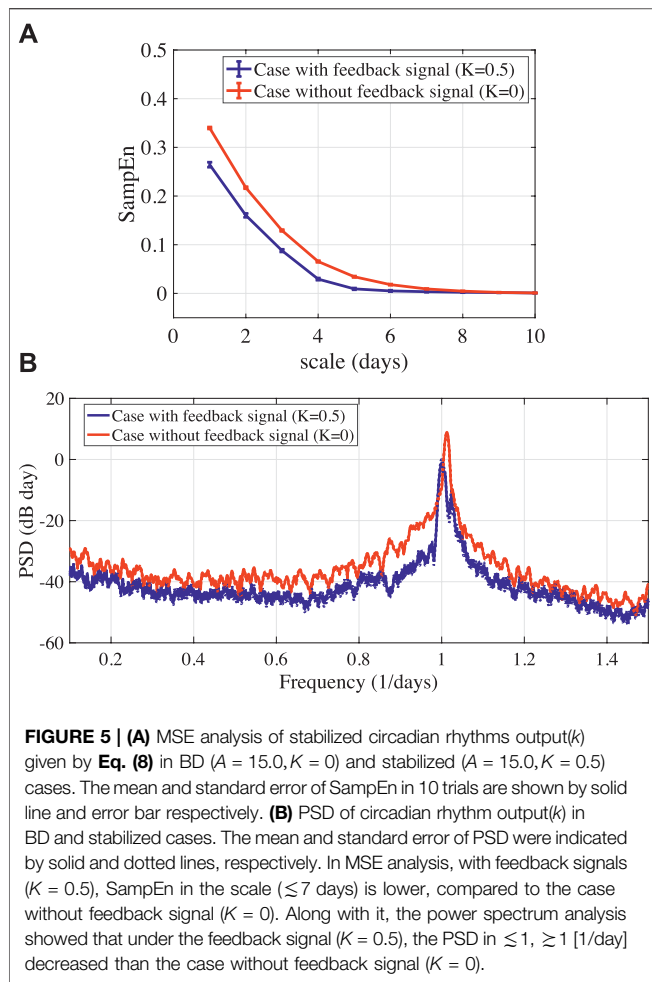 A
0.5
Case with feedback signal (K=0.5)
Case without feedback signal (K=0)
0.4
0.3
0.2
0.1
0
SampEn
0
2
4
6
8
10
scale (days)
B
20
Case with feedback signal (K=0.5)
Case without feedback signal (K=0)
0
-20
-40
-60
PSD (dB day)
0.2
0.4
0.6
0.8
1
1.2
1.4
Frequency (1/days)
FIGURE 5 | (A) MSE analysis of stabilized circadian rhythms output(k)
given by Eq. (8) in BD (A = 15.0, K = 0) and stabilized (A = 15.0, K = 0.5)
cases. The mean and standard error of SampEn in 10 trials are shown by solid
line and error bar respectively. (B) PSD of circadian rhythm output(k) in
BD and stabilized cases. The mean and standard error of PSD were indicated
by solid and dotted lines, respectively. In MSE analysis, with feedback signals
(K = 0.5), SampEn in the scale (≲7 days) is lower, compared to the case
without feedback signal (K = 0). Along with it, the power spectrum analysis
showed that under the feedback signal (K = 0.5), the PSD in ≲1, ≳1 [1/day]
decreased than the case without feedback signal (K = 0).